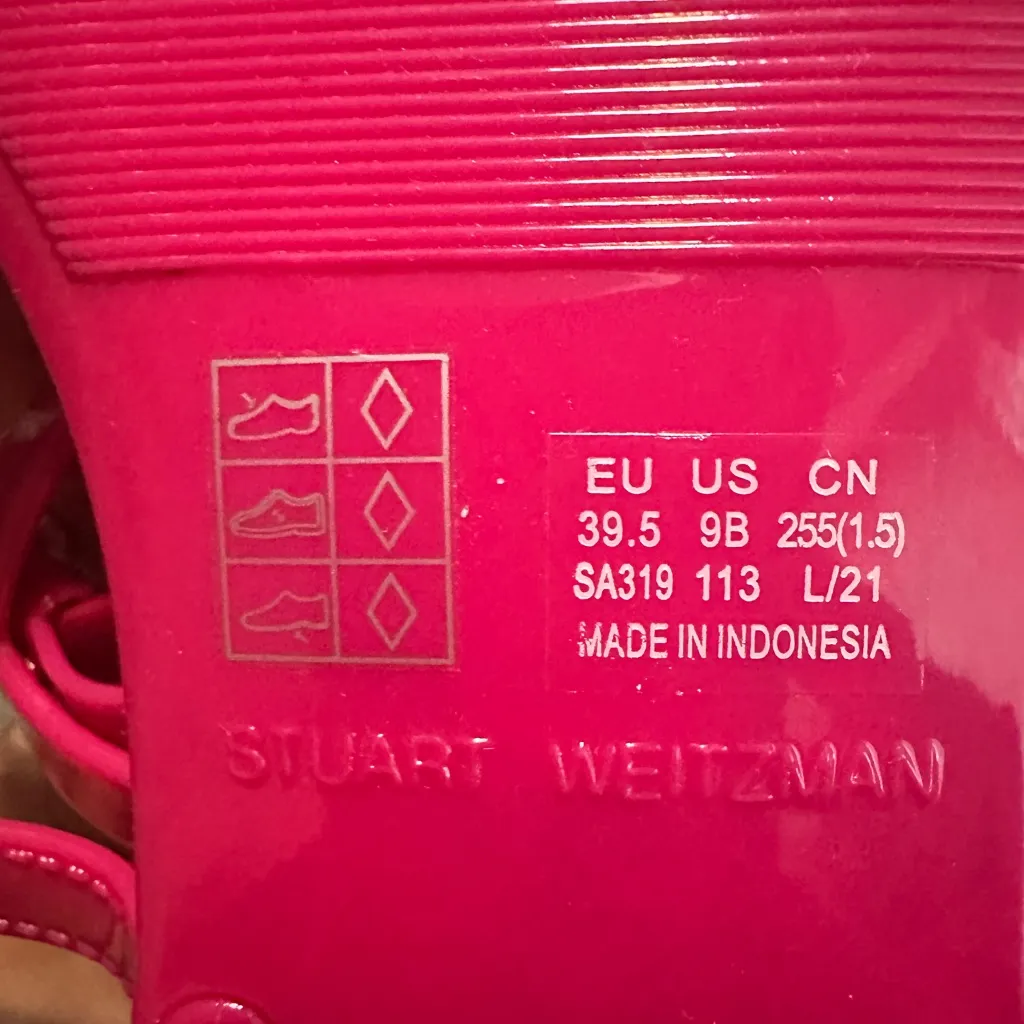 EU US CN
39.5 9B 255(1.5)
SA319 113 L/21
MADE IN INDONESIA
STUART WEITZMAN